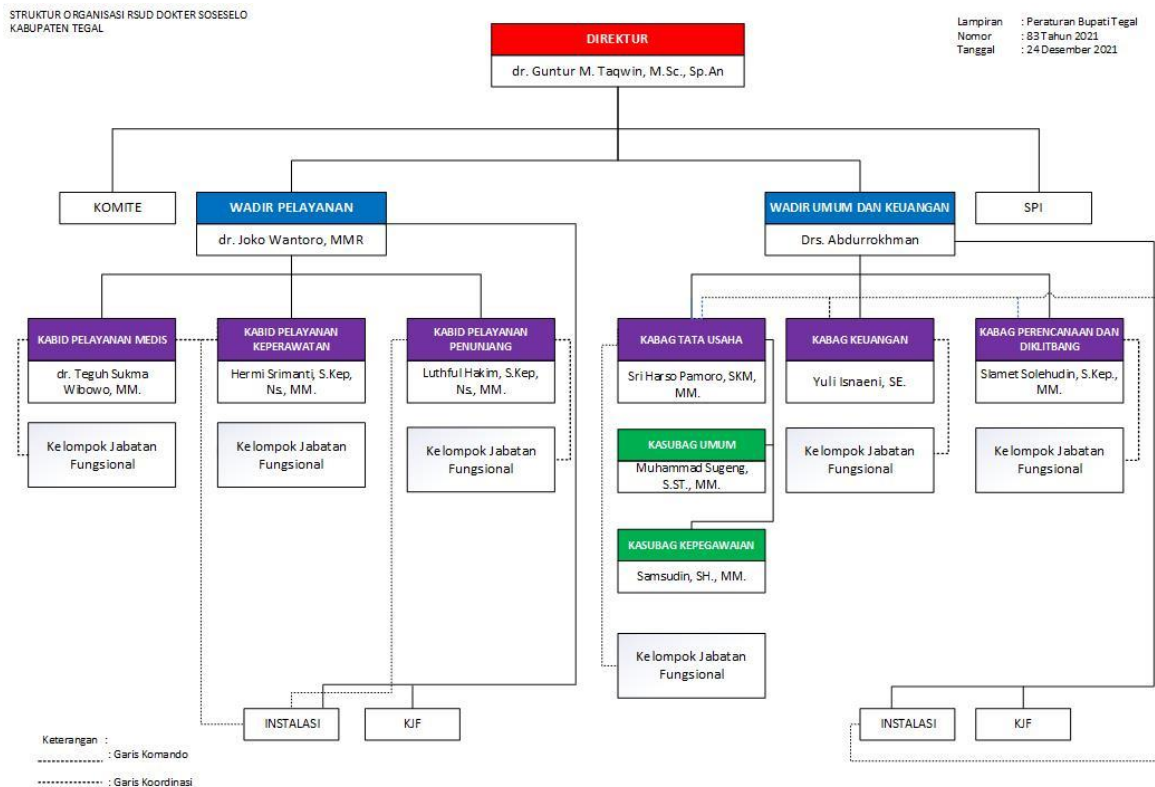 STRUKTUR ORGANISASI RSUD DOKTER SOSESELO
KABUPATEN TEGAL
Lampiran : Peraturan Bupati Tegal
Nomor : 83 Tahun 2021
Tanggal : 24 Desember 2021
DIREKTUR
dr. Guntur M. Taqwin, M.Sc., Sp.An
KOMITE
WADIR PELAYANAN
dr. Joko Wantoro, MMR
WADIR UMUM DAN KEUANGAN
Drs. Abdurrokhman
SPI
KABID PELAYANAN MEDIS
dr. Teguh Sukma
Wibowo, MM.
KABID PELAYANAN
KEPERAWATAN
Hermi Srimanti, S.Kep,
Ns., MM.
KABID PELAYANAN
PENUNJANG
Luthful Hakim, S.Kep,
Ns., MM.
KABAG TATA USAHA
Sri Harso Pamoro, SKM,
MM.
KABAG KEUANGAN
Yuli Isnaeni, SE.
KABAG PERENCANAAN DAN
DIKLITBANG
Slamet Solehudin, S.Kep.,
MM.
Kelompok Jabatan
Fungsional
Kelompok Jabatan
Fungsional
Kelompok Jabatan
Fungsional
KASUBAG UMUM
Muhammad Sugeng,
S.ST., MM.
Kelompok Jabatan
Fungsional
Kelompok Jabatan
Fungsional
KASUBAG KEPEGAWAIAN
Samsudin, SH., MM.
Kelompok Jabatan
Fungsional
INSTALASI
KJF
INSTALASI
KJF
Keterangan :
: Garis Komando
: Garis Koordinasi